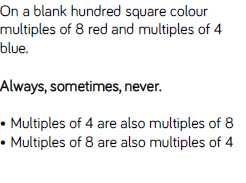 On a blank hundred square colour
multiples of 8 red and multiples of 4
blue.
Always, sometimes, never.
• Multiples of 4 are also multiples of 8
• Multiples of 8 are also multiples of 4